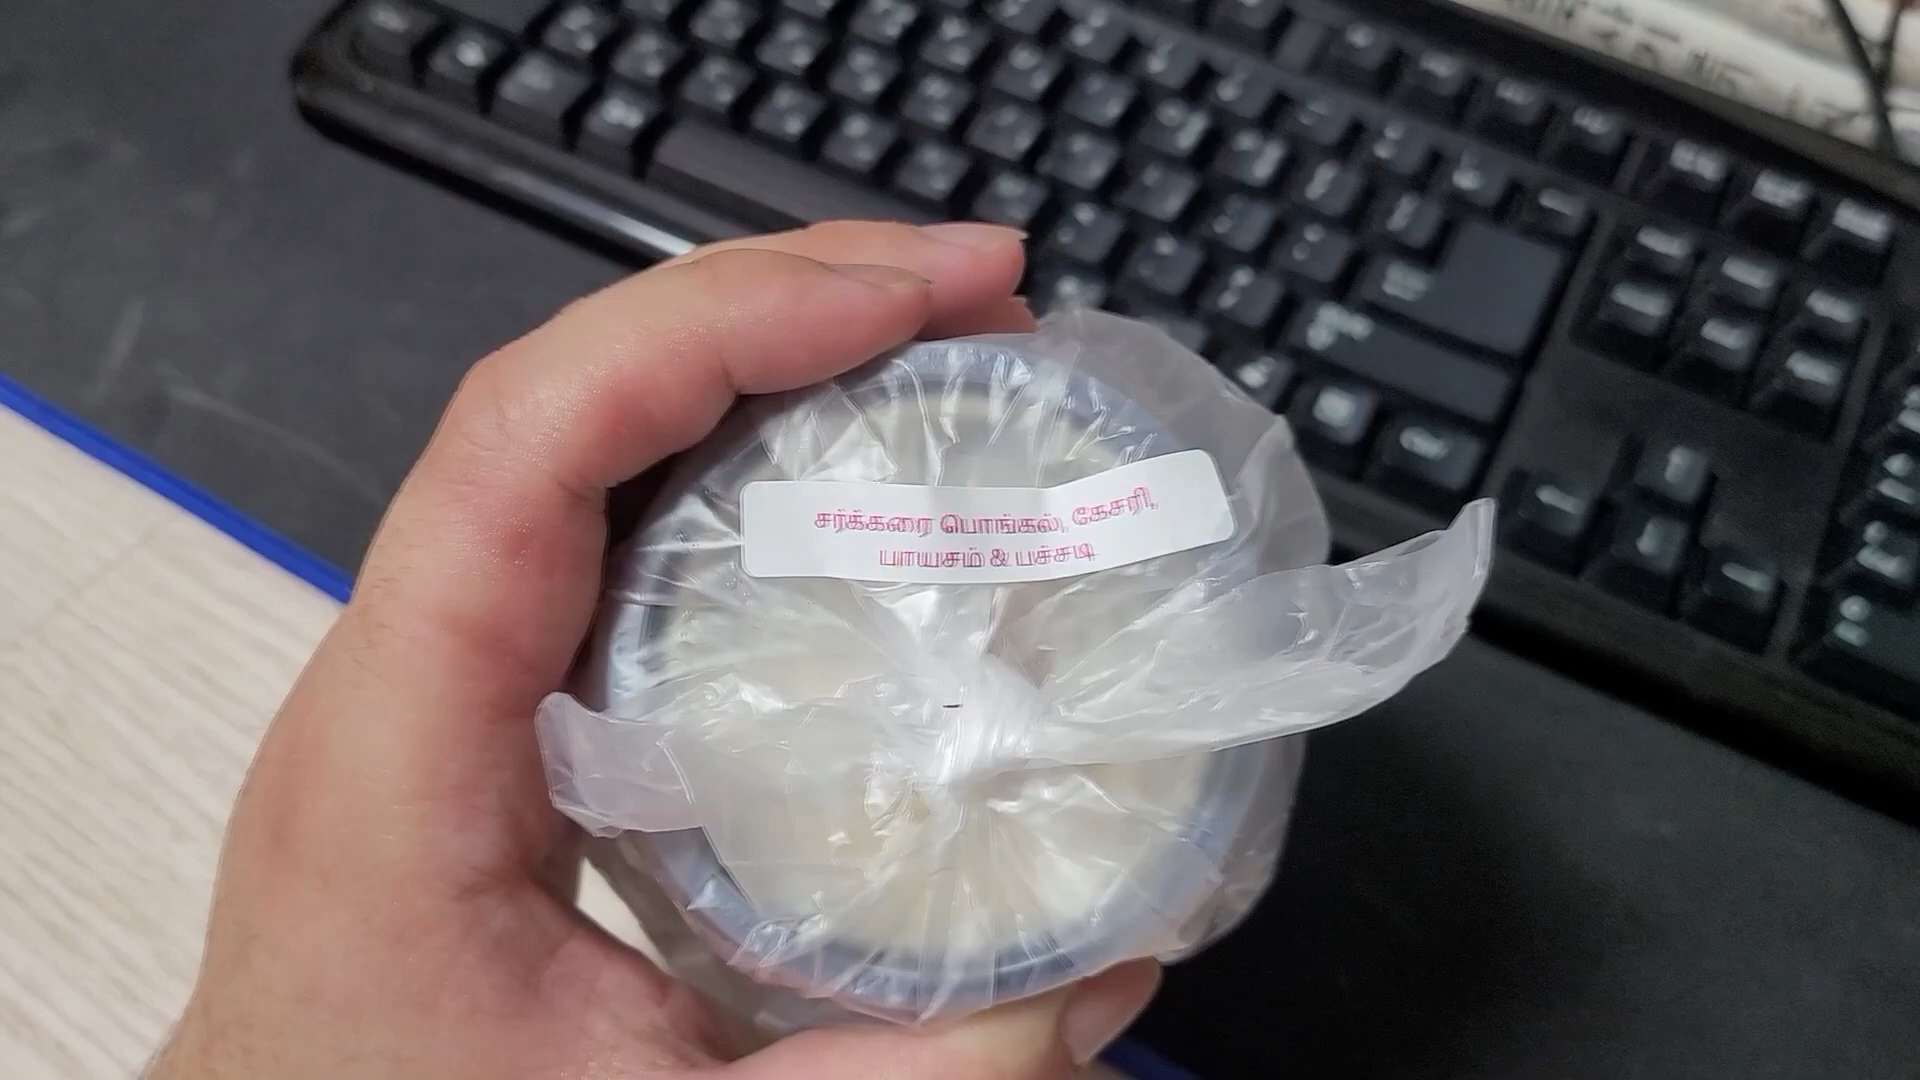 சர்க்கரை பொங்கல், கேசரி,
பாயசம் & பச்சடி